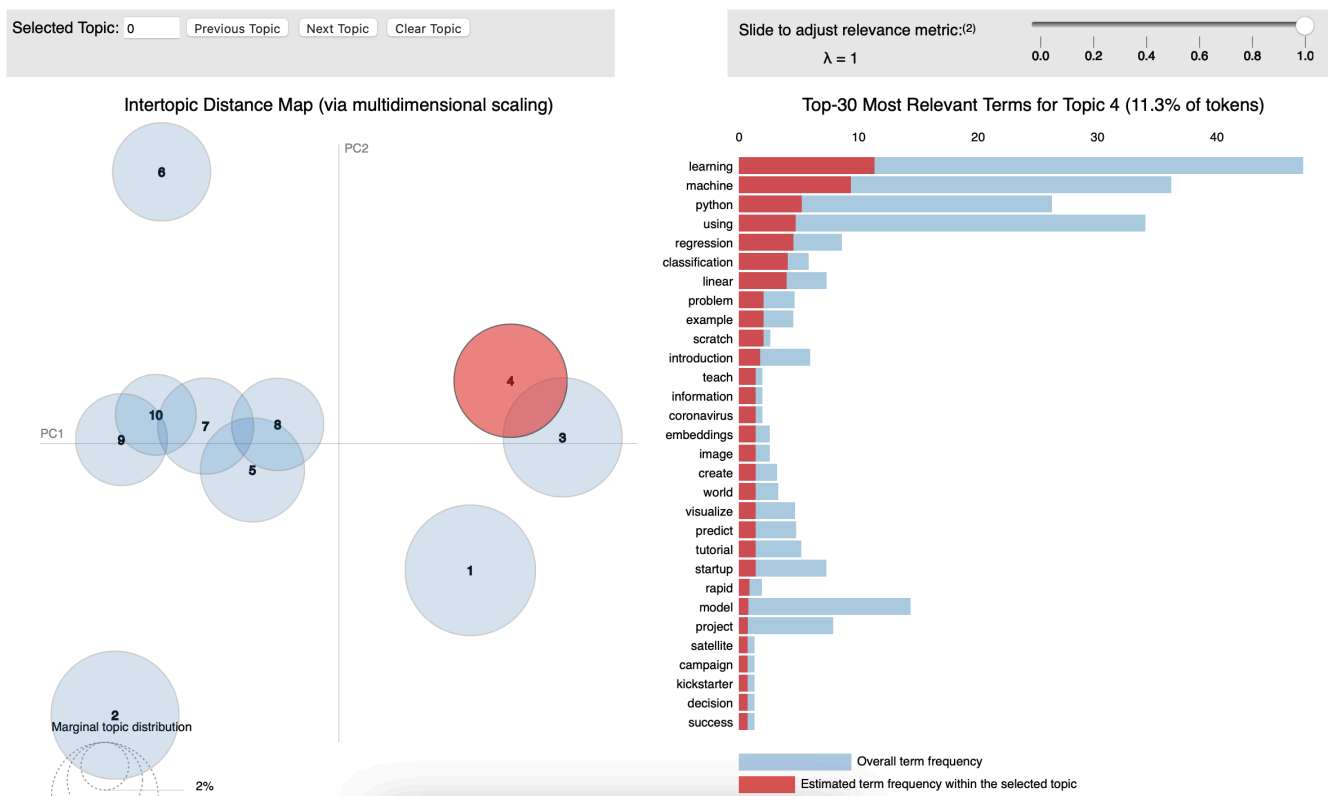 Selected Topic: 0 Previous Topic Next Topic Clear Topic
Slide to adjust relevance metric:(2)
λ = 1
0.0 0.2 0.4 0.6 0.8 1.0
Intertopic Distance Map (via multidimensional scaling)
PC2
PC1
6
4
3
10
9
7
8
5
1
2
Marginal topic distribution
2%
Top-30 Most Relevant Terms for Topic 4 (11.3% of tokens)
0 10 20 30 40
learning
machine
python
using
regression
classification
linear
problem
example
scratch
introduction
teach
information
coronavirus
embeddings
image
create
world
visualize
predict
tutorial
startup
rapid
model
project
satellite
campaign
kickstarter
decision
success
Overall term frequency
Estimated term frequency within the selected topic